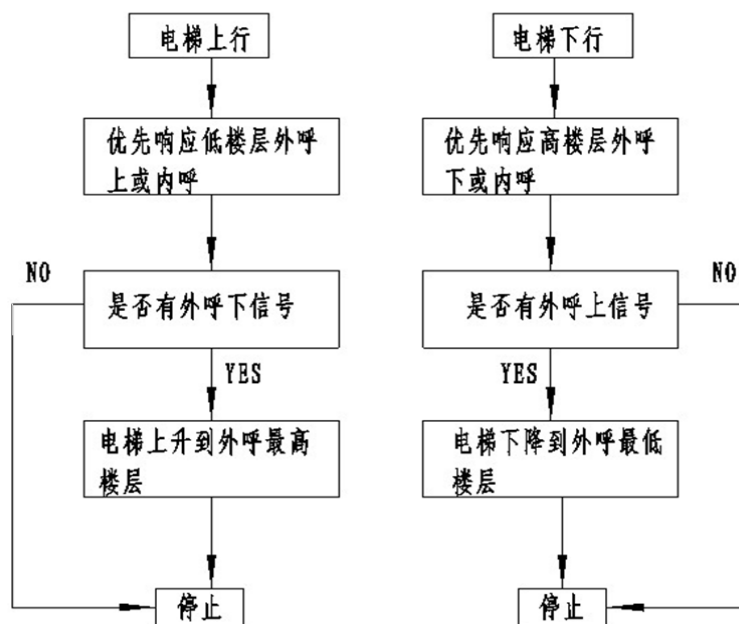 电梯上行
优先响应低楼层外呼
上或内呼
NO
是否有外呼下信号
YES
电梯上升到外呼最高
楼层
停止
电梯下行
优先响应高楼层外呼
下或内呼
NO
是否有外呼上信号
YES
电梯下降到外呼最低
楼层
停止